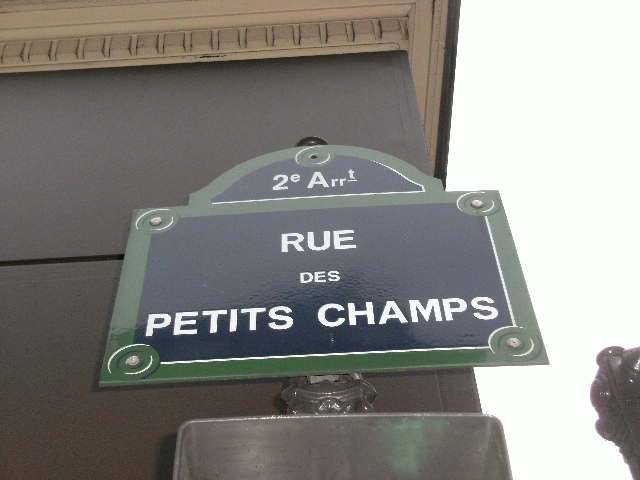 2e Arrt
RUE
DES
PETITS CHAMPS